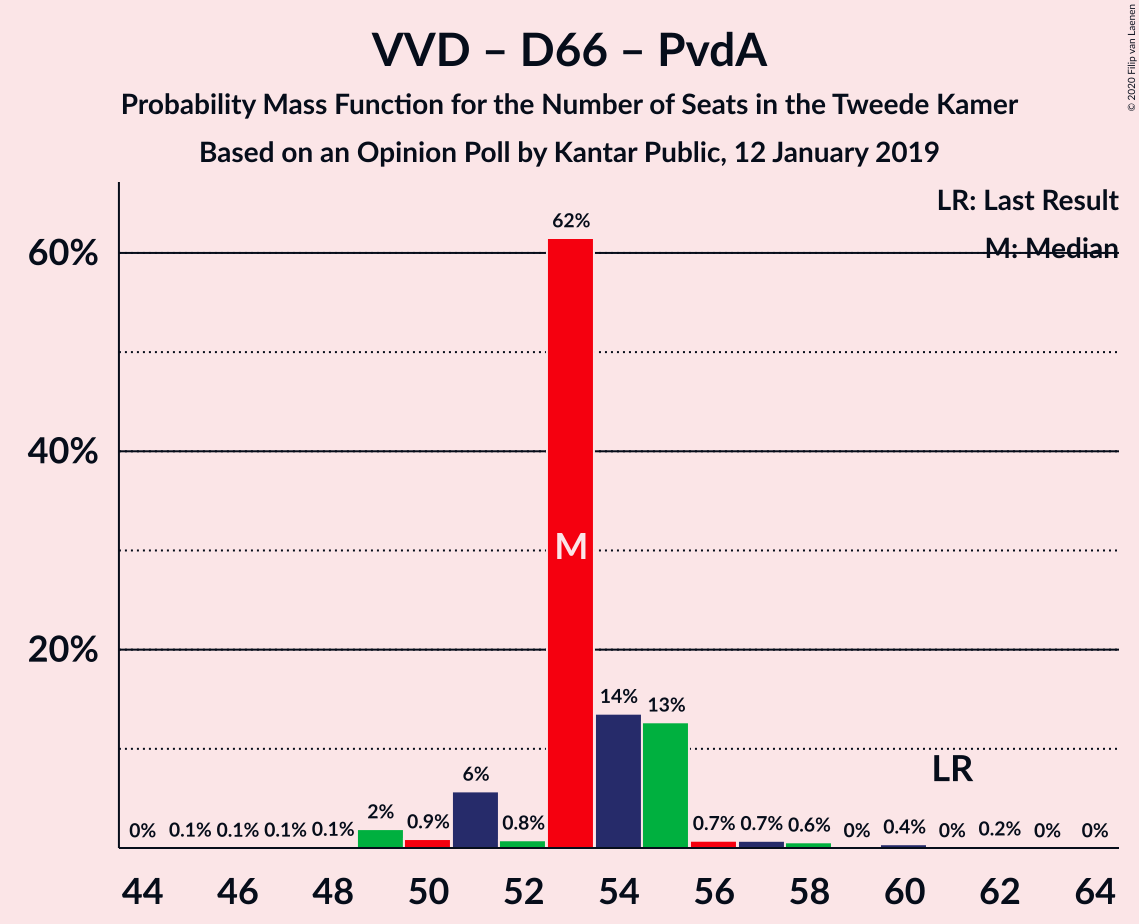 © 2020 Filip van Laenen
VVD – D66 – PvdA
Probability Mass Function for the Number of Seats in the Tweede Kamer
Based on an Opinion Poll by Kantar Public, 12 January 2019
LR: Last Result
M: Median
60%
40%
20%
0% 0.1% 0.1% 0.1% 0.1% 2% 0.9% 6% 0.8% 62% 14% 13% 0.7% 0.7% 0.6% 0% 0.4% 0% 0.2% 0% 0%
M
LR
44 46 48 50 52 54 56 58 60 62 64